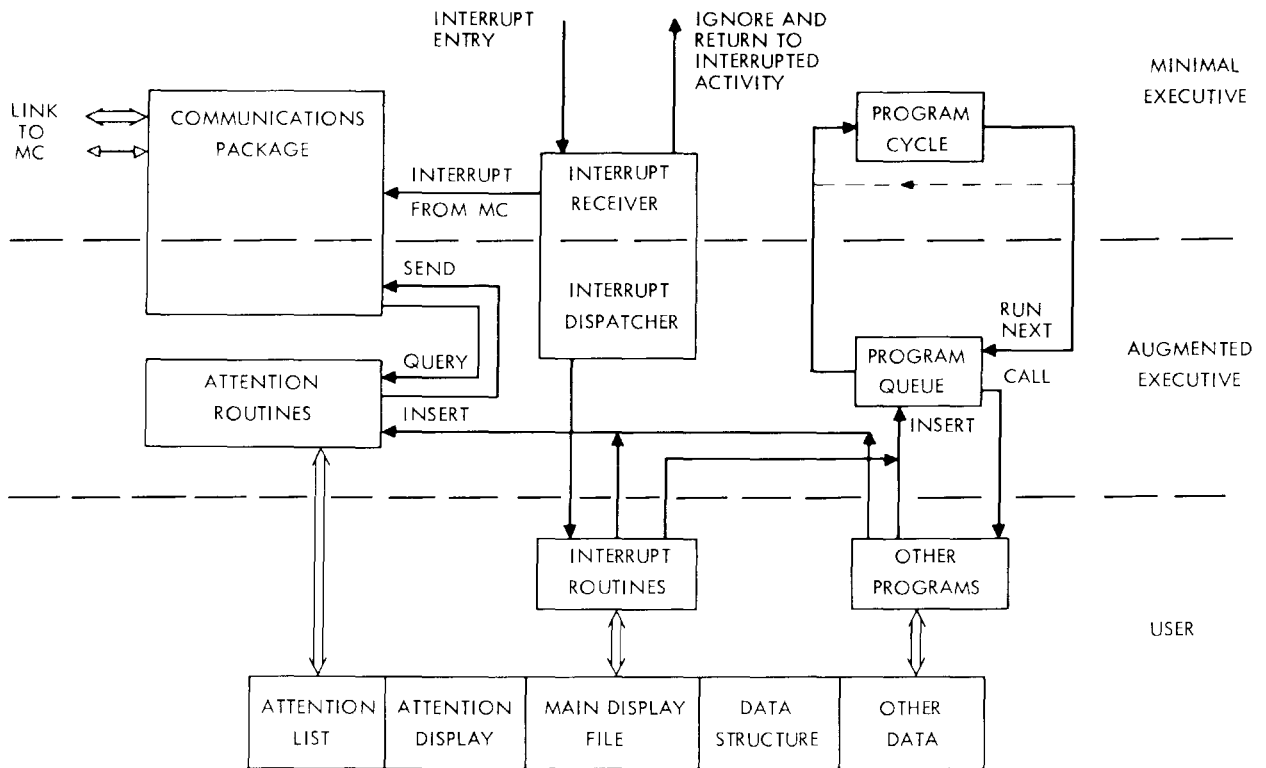 INTERRUPT
ENTRY
IGNORE AND
RETURN TO
INTERRUPTED
ACTIVITY
MINIMAL
EXECUTIVE
LINK
TO
MC
COMMUNICATIONS
PACKAGE
INTERRUPT
FROM MC
INTERRUPT
RECEIVER
PROGRAM
CYCLE
SEND
INTERRUPT
DISPATCHER
RUN
NEXT
QUERY
ATTENTION
ROUTINES
INSERT
PROGRAM
QUEUE
CALL
INSERT
AUGMENTED
EXECUTIVE
INTERRUPT
ROUTINES
OTHER
PROGRAMS
USER
ATTENTION
LIST
ATTENTION
DISPLAY
MAIN DISPLAY
FILE
DATA
STRUCTURE
OTHER
DATA